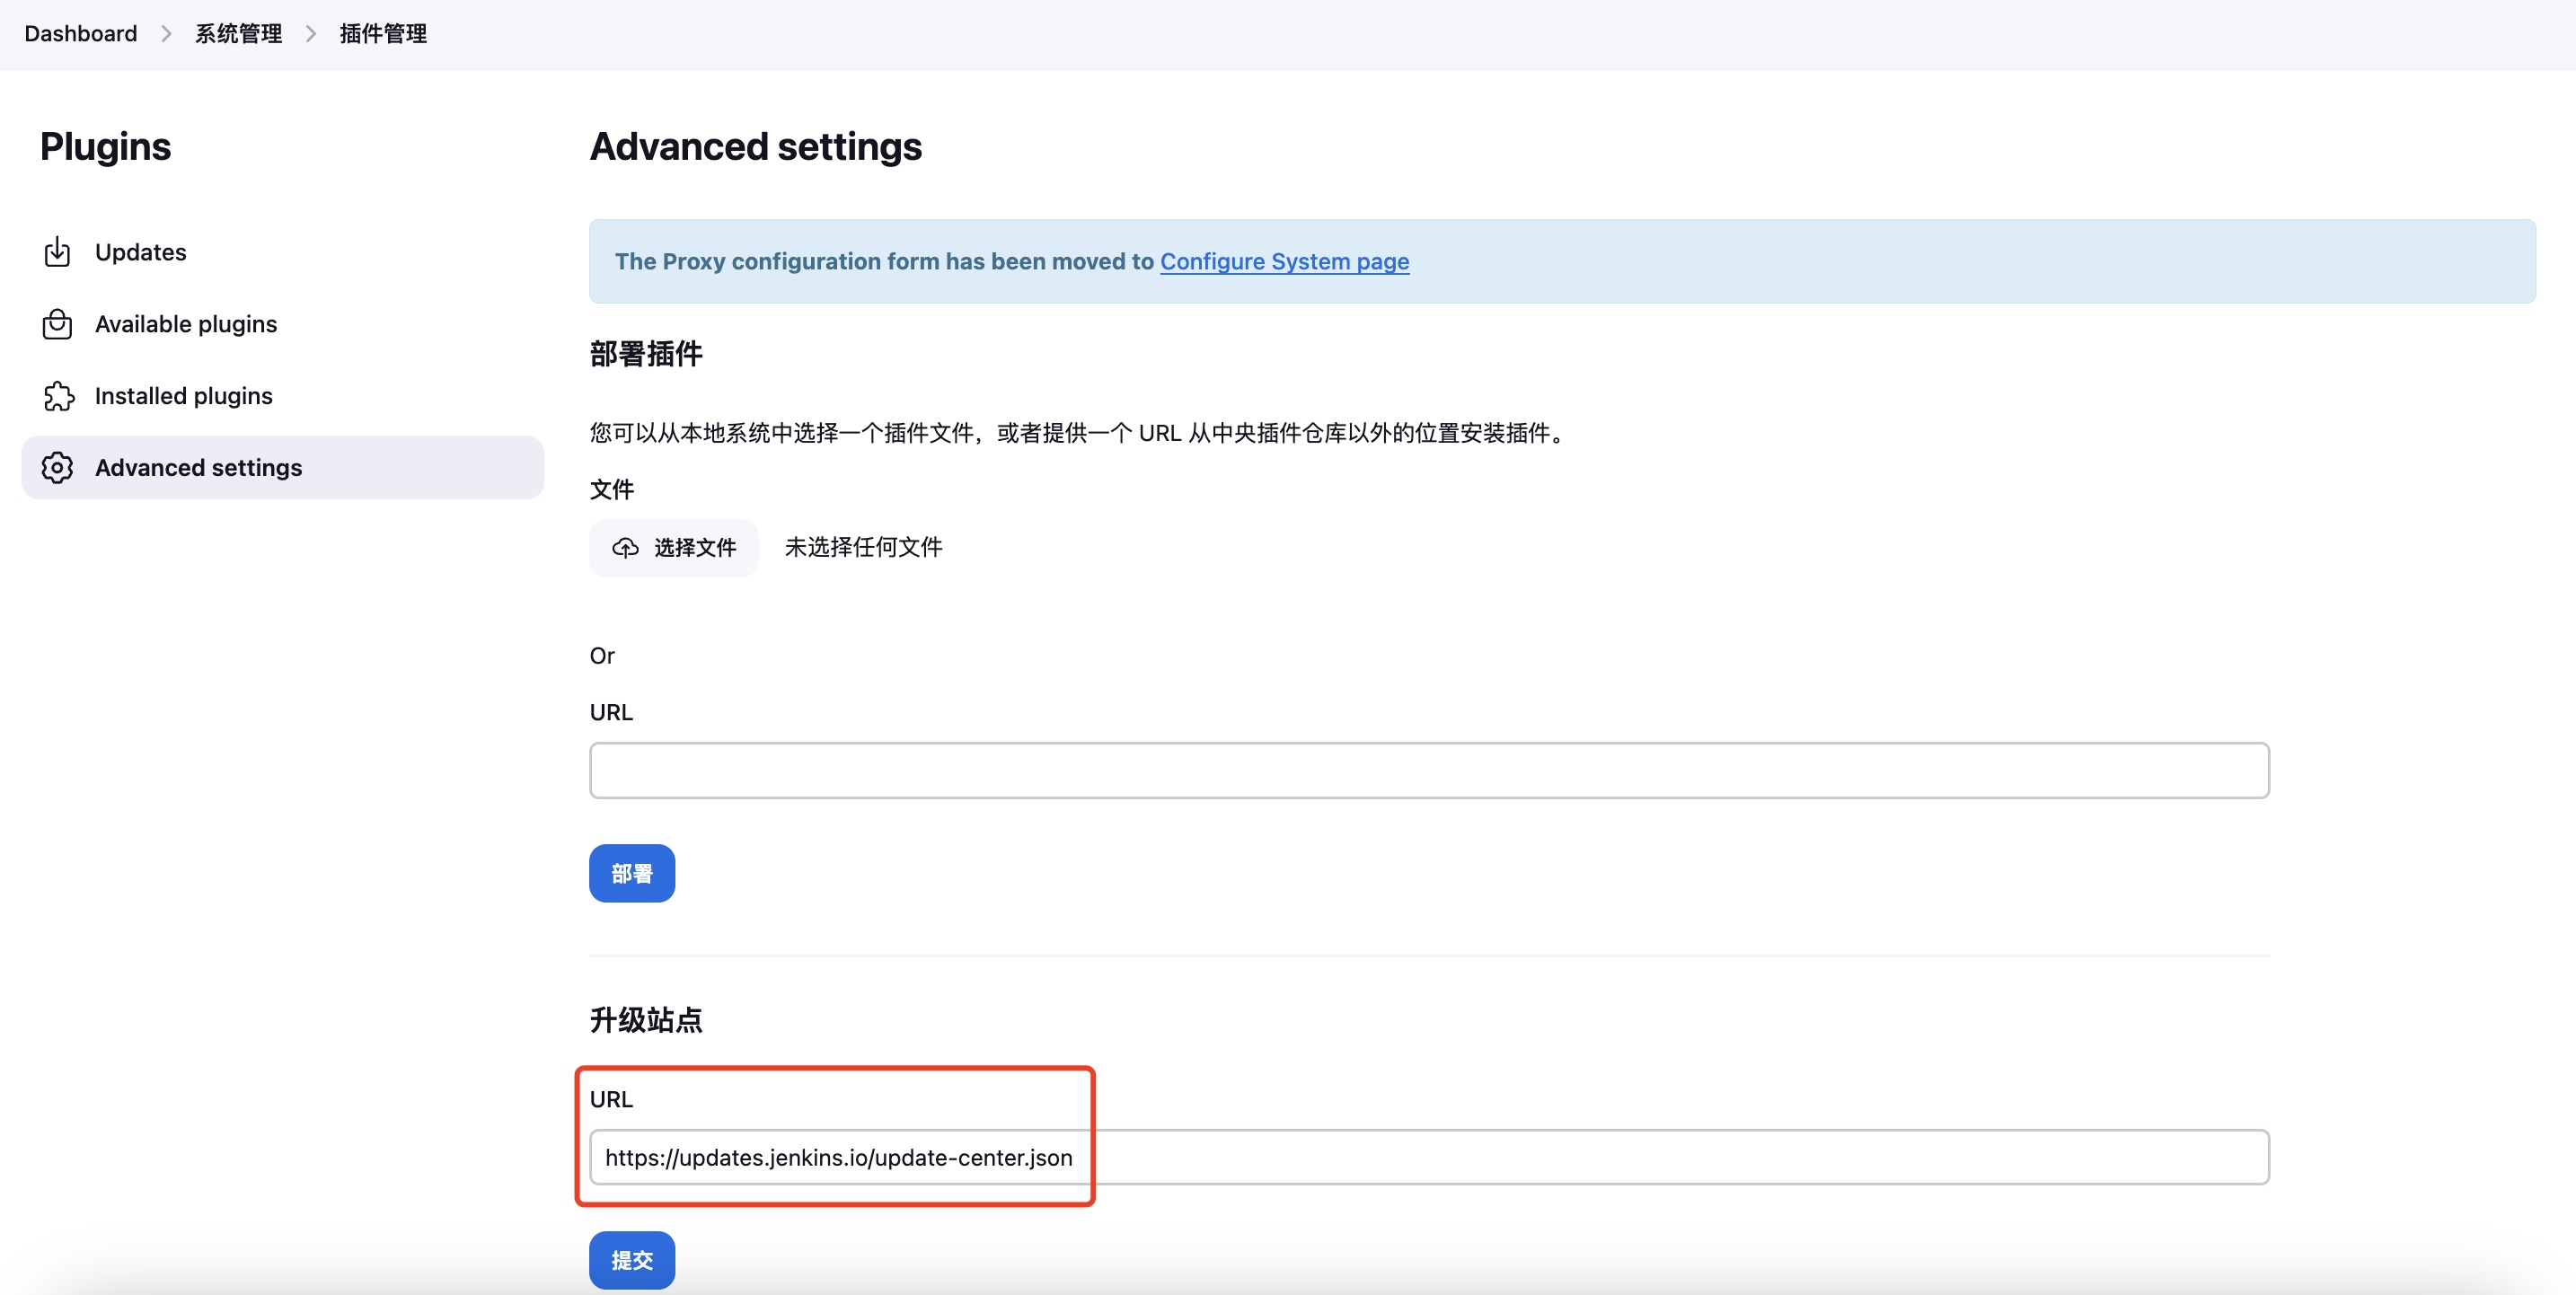 Dashboard 系统管理 插件管理
Plugins
Updates
Available plugins
Installed plugins
Advanced settings
Advanced settings
The Proxy configuration form has been moved to Configure System page
部署插件
您可以从本地系统中选择一个插件文件，或者提供一个 URL 从中央插件仓库以外的位置安装插件。
文件
选择文件 未选择任何文件
Or
URL
部署
升级站点
URL
https://updates.jenkins.io/update-center.json
提交